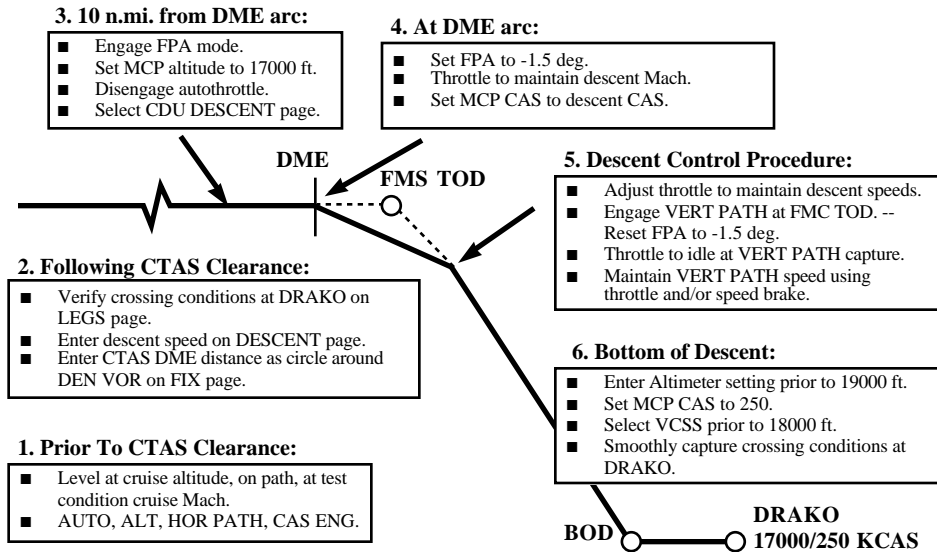 3. 10 n.mi. from DME arc:
■ Engage FPA mode.
■ Set MCP altitude to 17000 ft.
■ Disengage autothrottle.
■ Select CDU DESCENT page.
4. At DME arc:
■ Set FPA to -1.5 deg.
■ Throttle to maintain descent Mach.
■ Set MCP CAS to descent CAS.
DME
FMS TOD
5. Descent Control Procedure:
■ Adjust throttle to maintain descent speeds.
■ Engage VERT PATH at FMC TOD. --
Reset FPA to -1.5 deg.
■ Throttle to idle at VERT PATH capture.
■ Maintain VERT PATH speed using
throttle and/or speed brake.
2. Following CTAS Clearance:
■ Verify crossing conditions at DRAKO on
LEGS page.
■ Enter descent speed on DESCENT page.
■ Enter CTAS DME distance as circle around
DEN VOR on FIX page.
6. Bottom of Descent:
■ Enter Altimeter setting prior to 19000 ft.
■ Set MCP CAS to 250.
■ Select VCSS prior to 18000 ft.
■ Smoothly capture crossing conditions at
DRAKO.
1. Prior To CTAS Clearance:
■ Level at cruise altitude, on path, at test
condition cruise Mach.
■ AUTO, ALT, HOR PATH, CAS ENG.
BOD
DRAKO
17000/250 KCAS